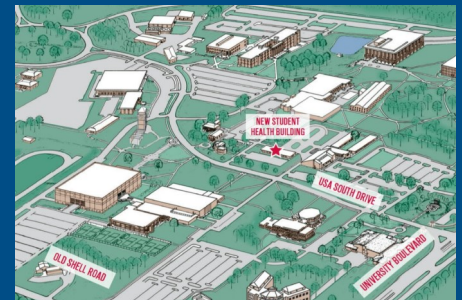 NEW STUDENT
HEALTH BUILDING
USA SOUTH DRIVE
OLD SHELL ROAD
UNIVERSITY BOULEVARD